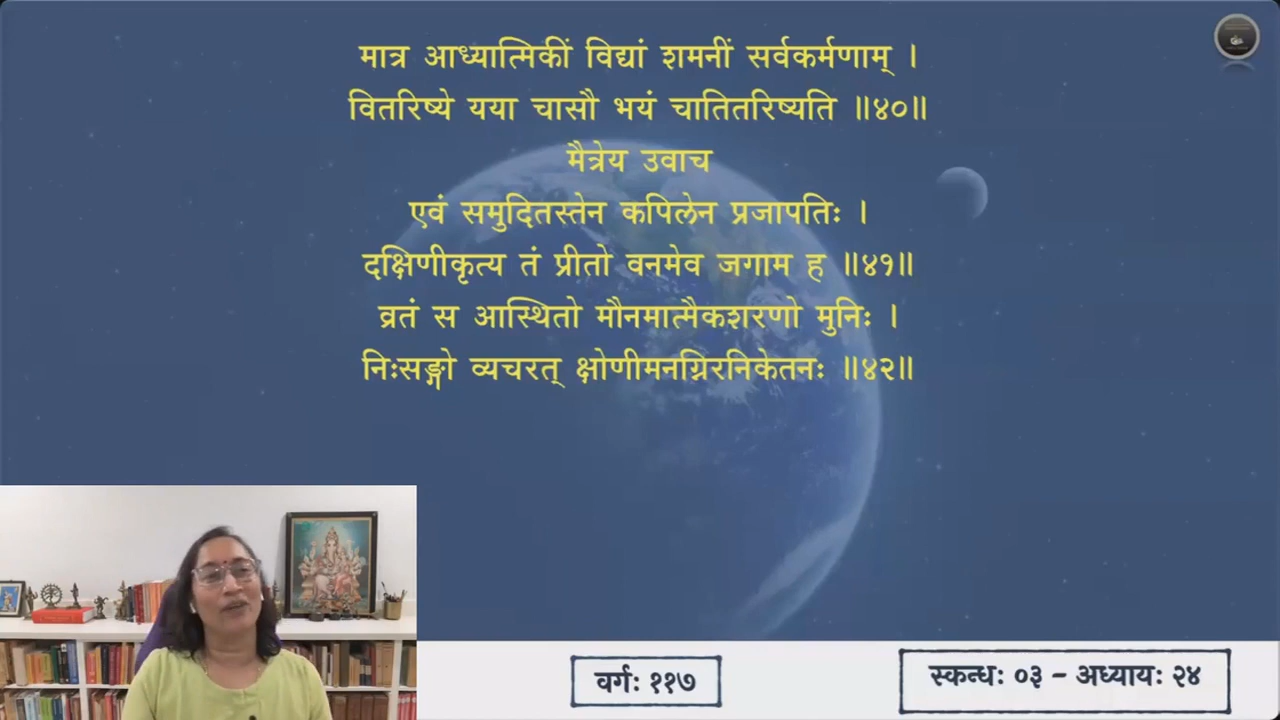 मात्र आध्यात्मिकीं विद्यां शमनीं सर्वकर्मणाम् ।
वितरिष्ये यया चासौ भयं चातितरिष्यति ॥४०॥
मैत्रेय उवाच
एवं समुदितस्तेन कपिलेन प्रजापतिः ।
दक्षिणीकृत्य तं प्रीतो वनमेव जगाम ह ॥४१॥
व्रतं स आस्थितो मौनमात्मैकशरणो मुनिः ।
निःसङ्गो व्यचरत् क्षोणीमनग्निरनिकेतनः ॥४२॥
वर्गः ११७
स्कन्धः ०३ - अध्यायः २४